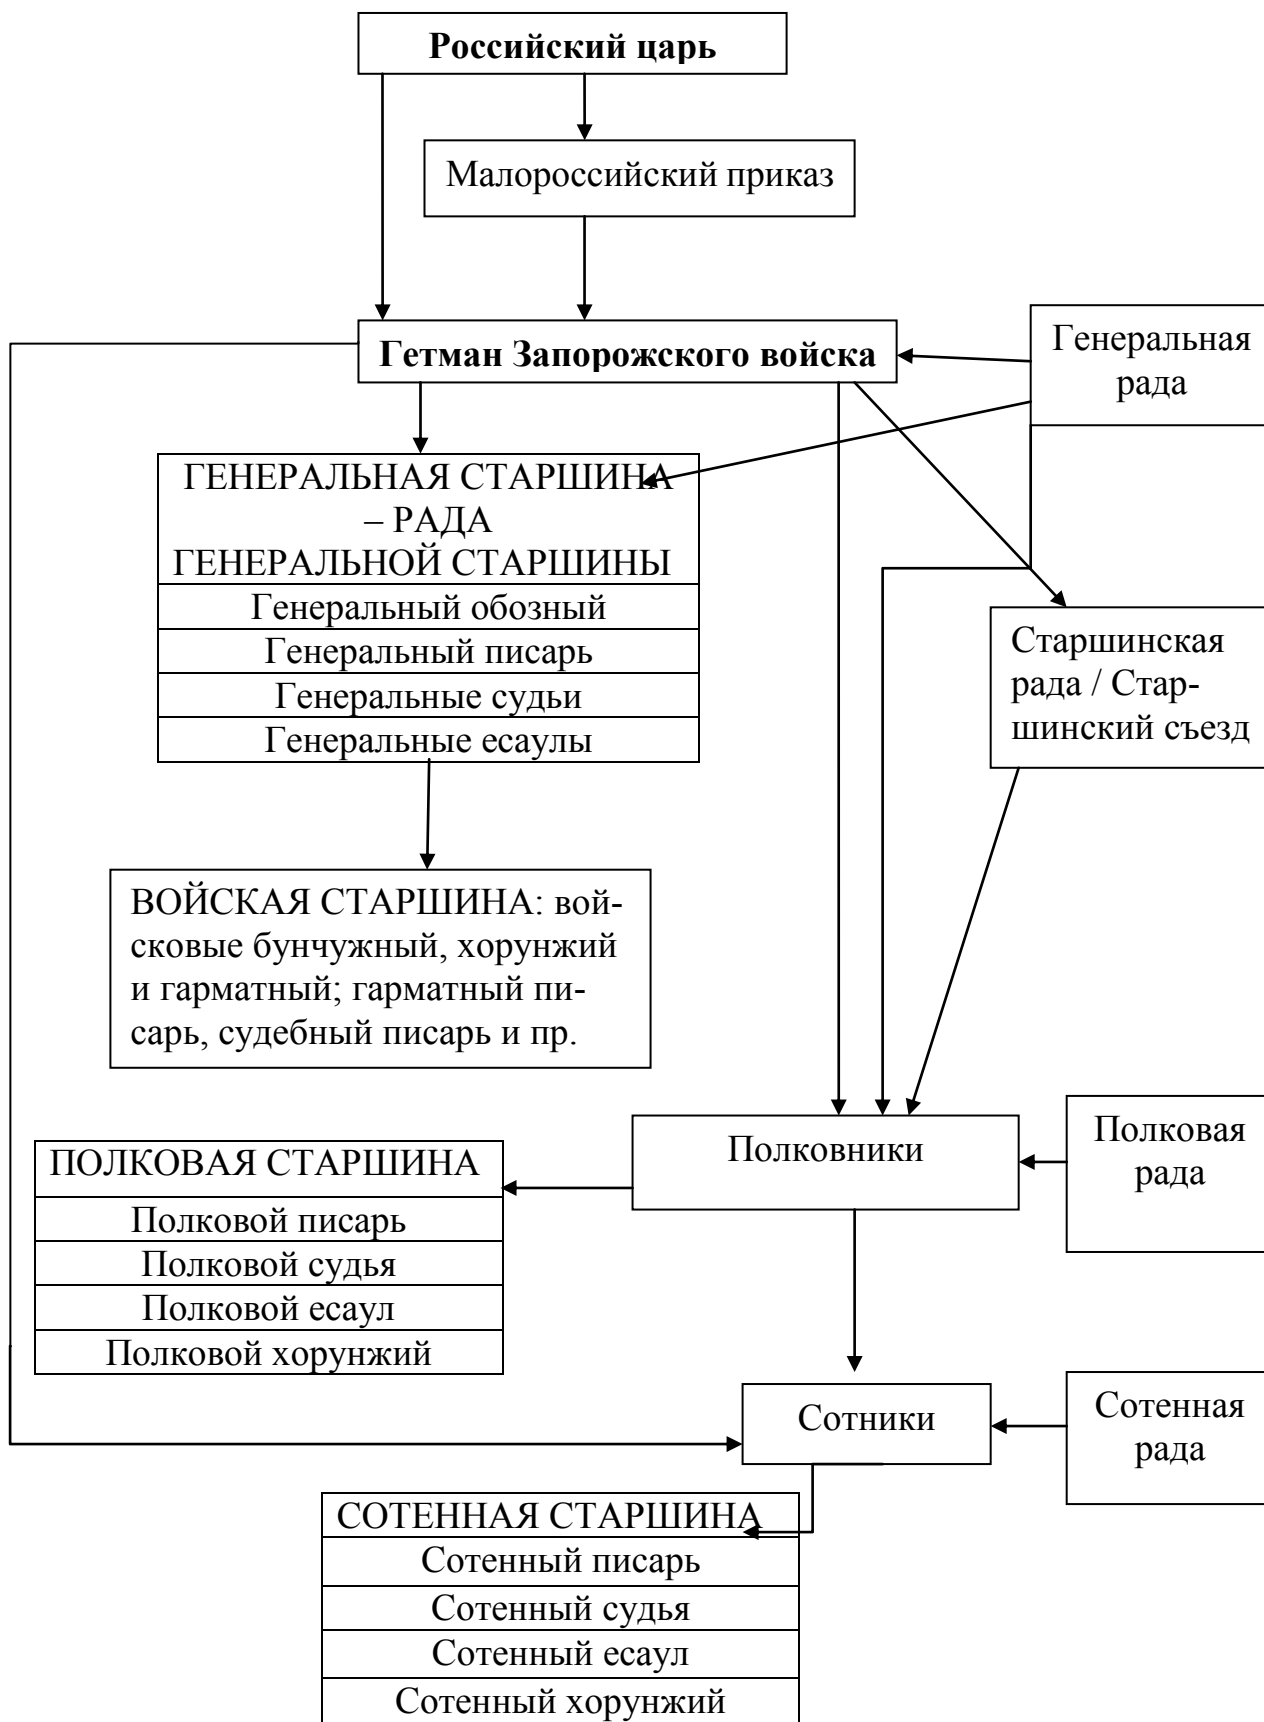 Российский царь
Малороссийский приказ
Гетман Запорожского войска
Генеральная
рада
ГЕНЕРАЛЬНАЯ СТАРШИНА
– РАДА
ГЕНЕРАЛЬНОЙ СТАРШИНЫ
Генеральный обозный
Генеральный писарь
Генеральные судьи
Генеральные есаулы
Старшинская
рада / Стар-
шинский съезд
ВОЙСКАЯ СТАРШИНА: вой-
сковые бунчужный, хорунжий
и гарматный; гарматный пи-
сарь, судебный писарь и пр.
Полковники
Полковая
рада
ПОЛКОВАЯ СТАРШИНА
Полковой писарь
Полковой судья
Полковой есаул
Полковой хорунжий
Сотники
Сотенная
рада
СОТЕННАЯ СТАРШИНА
Сотенный писарь
Сотенный судья
Сотенный есаул
Сотенный хорунжий